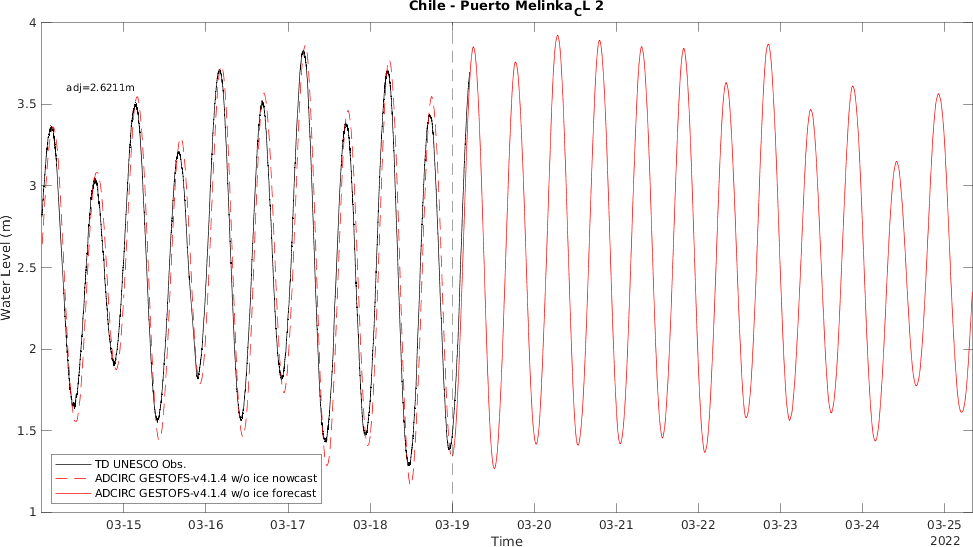 Chile - Puerto Melinka_CL 2
4
adj=2.6211m
3.5
3
2.5
2
1.5
1
Water Level (m)
TD UNESCO Obs.
ADCIRC GESTOFS-v4.1.4 w/o ice nowcast
ADCIRC GESTOFS-v4.1.4 w/o ice forecast
03-15 03-16 03-17 03-18 03-19 03-20 03-21 03-22 03-23 03-24 03-25
Time 2022